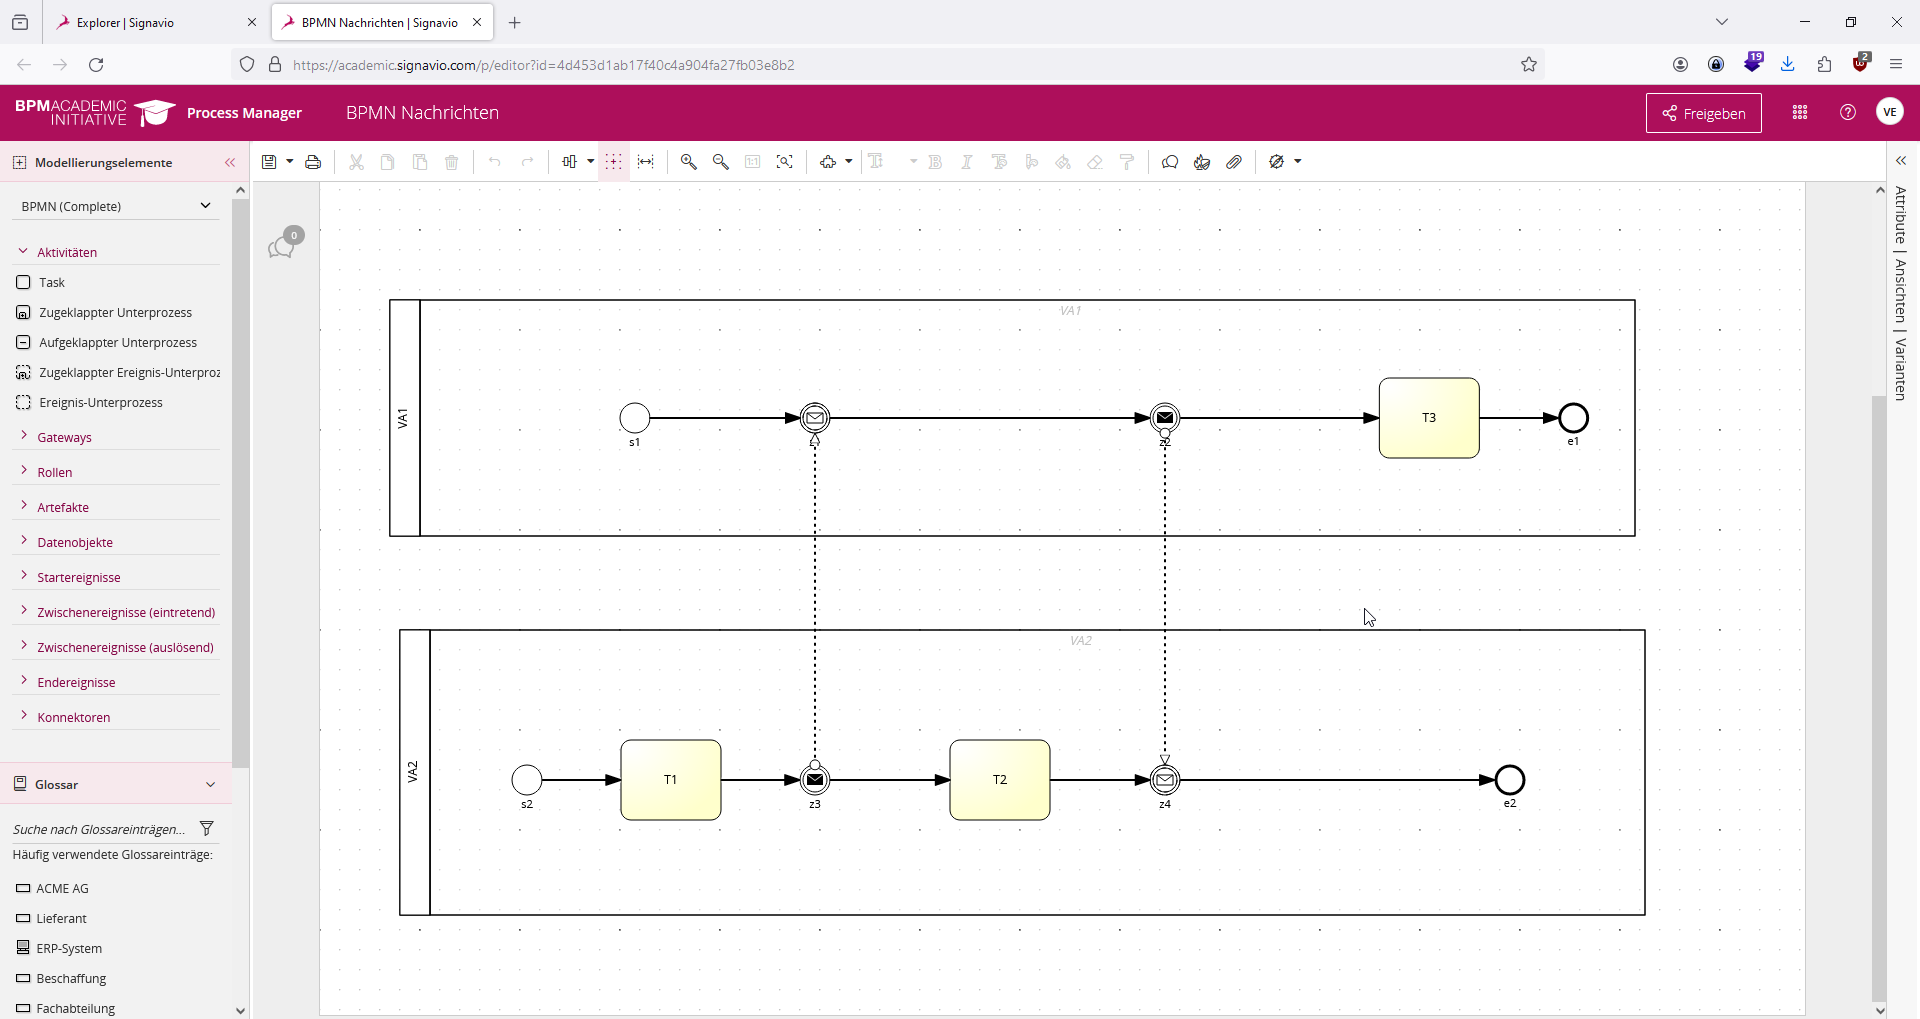 Explorer | Signavio
BPMN Nachrichten | Signavio
https://academic.signavio.com/p/editor?id=4d453d1ab17f40c4a904fa27fb03e8b2
19
2
BPMACADEMIC
INITIATIVE
Process Manager
BPMN Nachrichten
Freigeben
VE
Modellierungselemente
1:1
BPMN (Complete)
Aktivitäten
Task
Zugeklappter Unterprozess
Aufgeklappter Unterprozess
Zugeklappter Ereignis-Unterproz
Ereignis-Unterprozess
Gateways
Rollen
Artefakte
Datenobjekte
Startereignisse
Zwischenereignisse (eintretend)
Zwischenereignisse (auslösend)
Endereignisse
Konnektoren
Glossar
Suche nach Glossareinträgen...
Häufig verwendete Glossareinträge:
ACME AG
Lieferant
ERP-System
Beschaffung
Fachabteilung
0
VA1
VA1
s1
z2
T3
e1
VA2
VA2
s2
T1
z3
T2
z4
e2
Attribute | Ansichten | Varianten